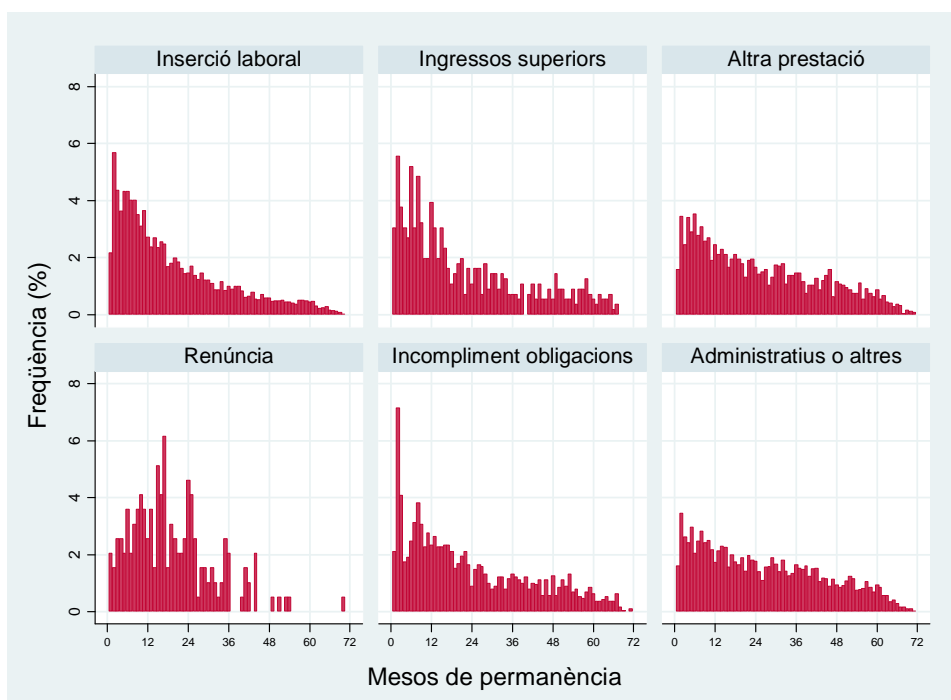 Freqüència (%)
Inserció laboral
Ingressos superiors
Altra prestació
8
6
4
2
0
Renúncia
Incompliment obligacions
Administratius o altres
8
6
4
2
0
0 12 24 36 48 60 72 0 12 24 36 48 60 72 0 12 24 36 48 60 72
Mesos de permanència